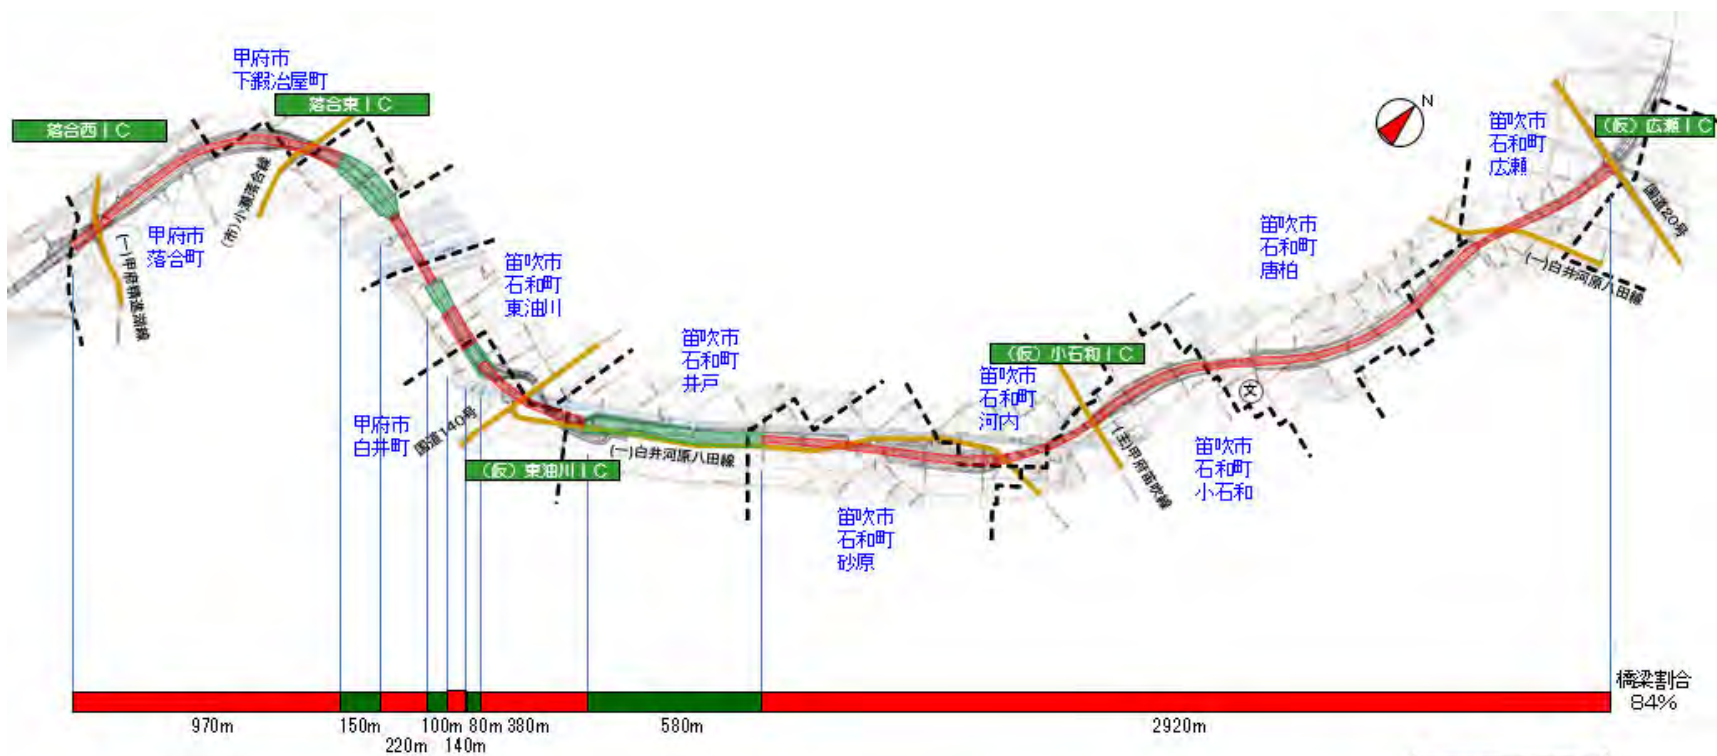 甲府市
下鍛冶屋町
落合東IC
落合西IC
(市)小瀬落合線
甲府市
落合町
(一)甲府精進湖線
笛吹市
石和町
東油川
笛吹市
石和町
井戸
甲府市
白井町
国道140号
(仮)東油川IC
(一)白井河原八田線
笛吹市
石和町
砂原
(仮)小石和IC
笛吹市
石和町
河内
(主)甲府笛吹線
文
笛吹市
石和町
小石和
笛吹市
石和町
唐柏
N
笛吹市
石和町
広瀬
(仮)広瀬IC
国道20号
(一)白井河原八田線
橋梁割合
84%
970m
150m
220m
100m
140m
80m
380m
580m
2920m